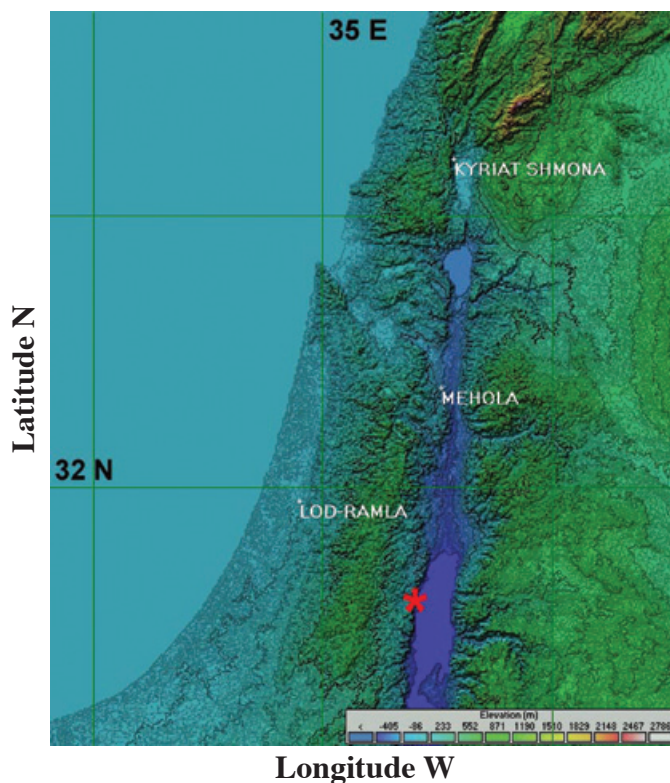 35 E
KYRIAT SHMONA
MEHOLA
32 N
LOD-RAMLA
*
Elevation (m)
< -405 -86 233 552 871 1190 1510 1829 2148 2467 2786
Latitude N
Longitude W